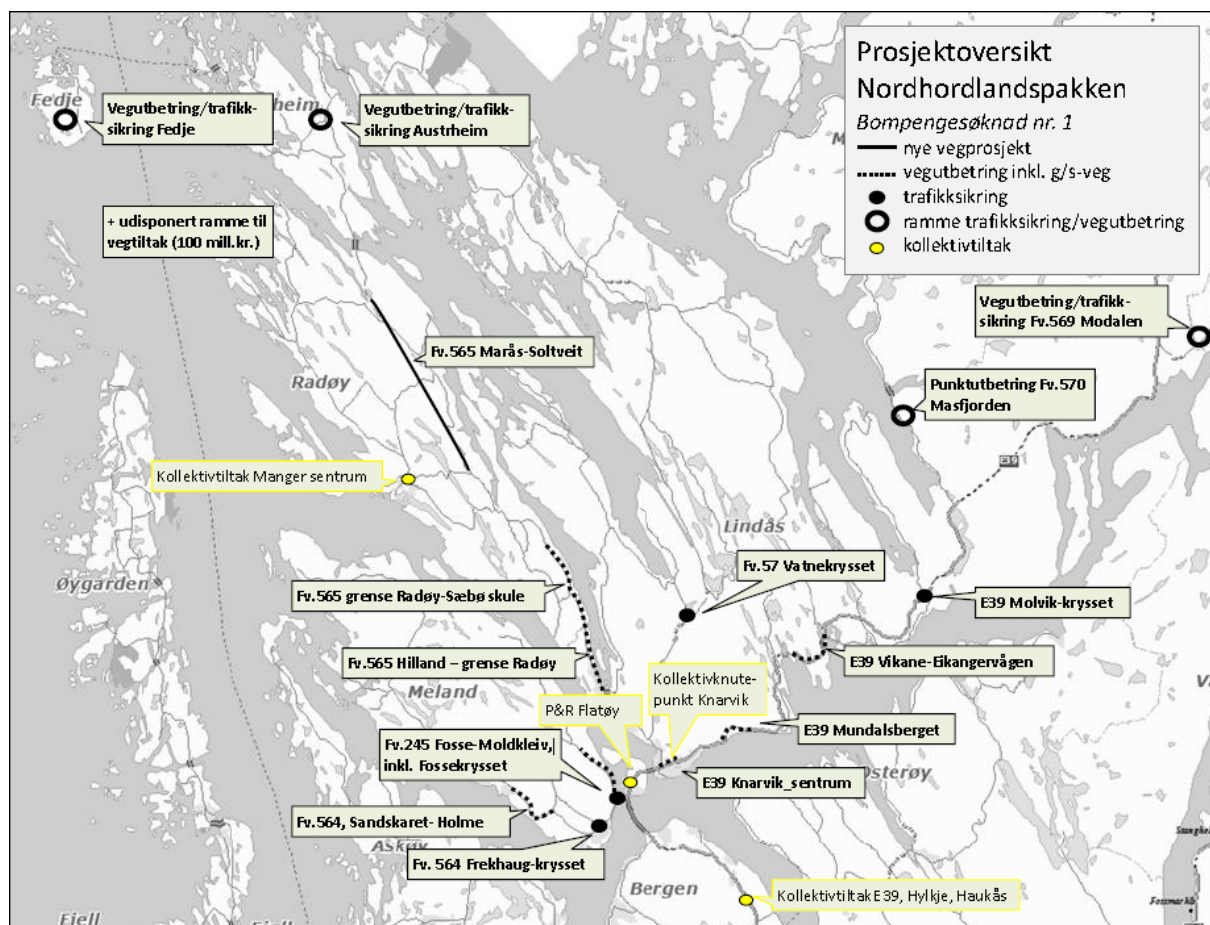 Prosjektoversikt
Nordhordlandspakken
Bompengesøknad nr. 1
nye vegprosjekt
vegutbetring inkl. g/s-veg
trafikksikring
ramme trafikksikring/vegutbetring
kollektivtiltak
Fedje
Vegutbetring/trafikk-
sikring Fedje
heim
Vegutbetring/trafikk-
sikring Austrheim
+ udisponert ramme til
vegtiltak (100 mill.kr.)
Vegutbetring/trafikk-
sikring Fv.569 Modalen
Fv.565 Marås-Soltveit
Radøy
Punktutbetring Fv.570
Masfjorden
E39
Kollektivtiltak Manger sentrum
Lindås
Øygarden
Fv.57 Vatnekrysset
Fv.565 grense Radøy-Sæbø skule
E39 Molvik-krysset
Fv.565 Hilland – grense Radøy
E39 Vikane-Eikangervågen
Meland
Kollektivknute-
punkt Knarvik
P&R Flatøy
E39 Mundalsberget
Fv.245 Fosse-Moldkleiv,
inkl. Fossekrysset
E39 Knarvik_sentrum
sterøy
Fv.564, Sandskaret- Holme
Askøy
Fv. 564 Frekhaug-krysset
Bergen
Kollektivtiltak E39, Hylkje, Haukås
Fjell